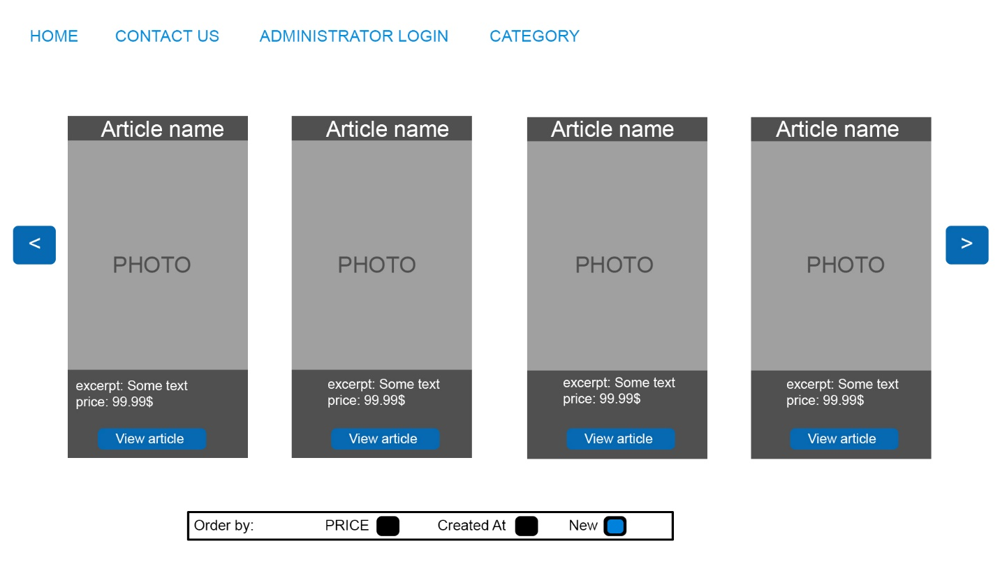 HOME CONTACT US ADMINISTRATOR LOGIN CATEGORY
Article name Article name Article name Article name
< >
PHOTO PHOTO PHOTO PHOTO
excerpt: Some text excerpt: Some text excerpt: Some text excerpt: Some text
price: 99.99$ price: 99.99$ price: 99.99$ price: 99.99$
View article View article View article View article
Order by: PRICE Created At New